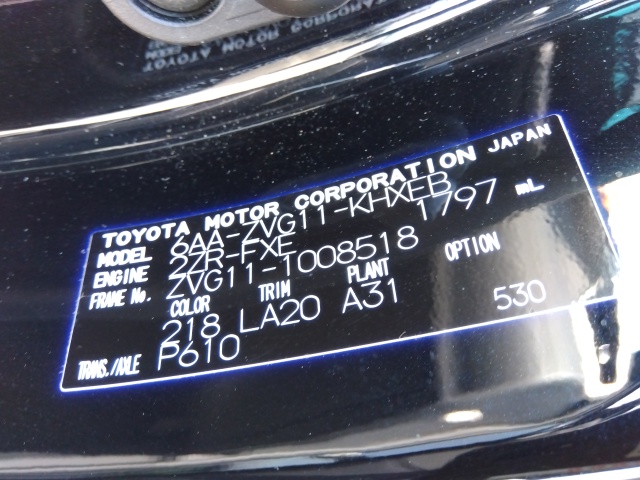 TOYOTA MOTOR CORPORATION JAPAN
MODEL 6AA-ZVG11-KHXEB
ENGINE 2ZR-FXE 1797 mL
FRAME No. ZVG11-1008518
COLOR TRIM PLANT OPTION
218 LA20 A31 530
TRANS./AXLE P610